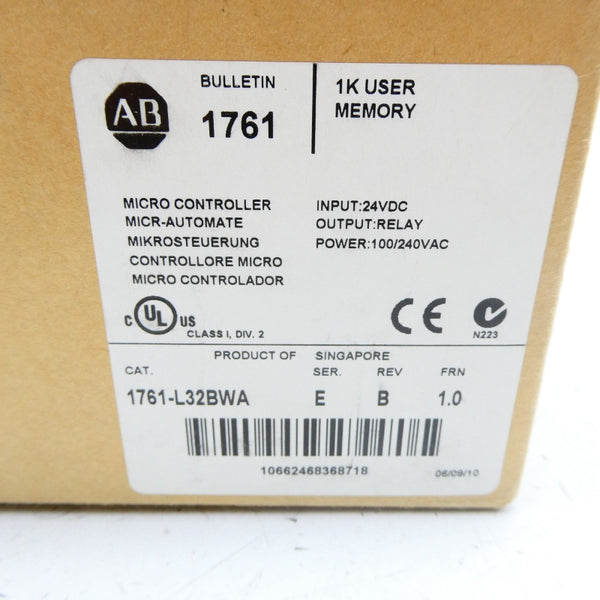 AB
BULLETIN
1761
1K USER
MEMORY
MICRO CONTROLLER
MICR-AUTOMATE
MIKROSTEUERUNG
CONTROLLORE MICRO
MICRO CONTROLADOR
INPUT:24VDC
OUTPUT:RELAY
POWER:100/240VAC
C UL US
CLASS I, DIV. 2
CE
N223
PRODUCT OF SINGAPORE
CAT. SER. REV FRN
1761-L32BWA E B 1.0
10662468368718
06/09/10